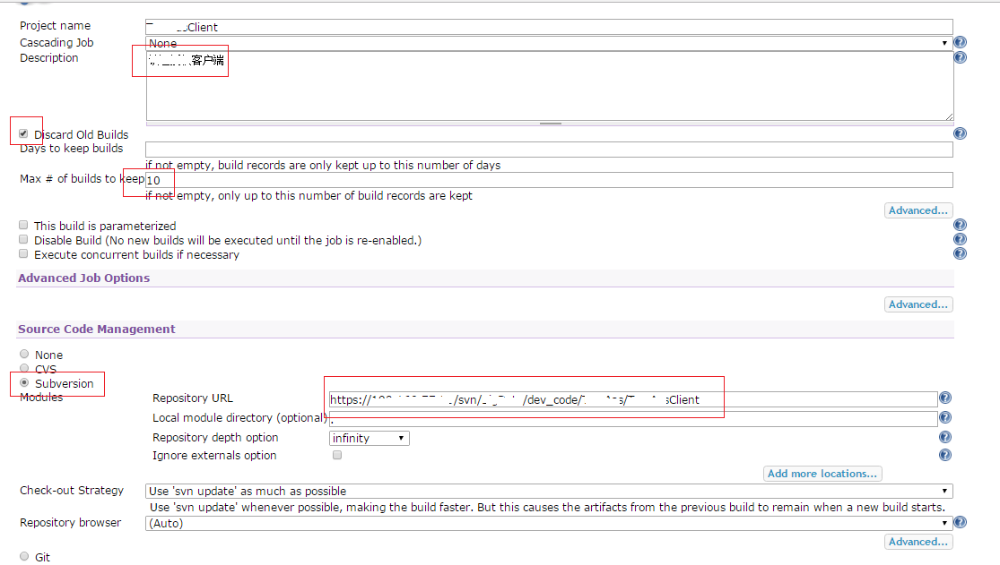 Project name
Client
Cascading Job None
Description 客户端
Discard Old Builds
Days to keep builds
if not empty, build records are only kept up to this number of days
Max # of builds to keep 10
if not empty, only up to this number of build records are kept
Advanced...
This build is parameterized
Disable Build (No new builds will be executed until the job is re-enabled.)
Execute concurrent builds if necessary
Advanced Job Options
Advanced...
Source Code Management
None
CVS
Subversion
Modules
Repository URL https:// /svn/ /dev_code/ Client
Local module directory (optional) .
Repository depth option infinity
Ignore externals option
Add more locations...
Check-out Strategy Use 'svn update' as much as possible
Use 'svn update' whenever possible, making the build faster. But this causes the artifacts from the previous build to remain when a new build starts.
Repository browser (Auto)
Advanced...
Git